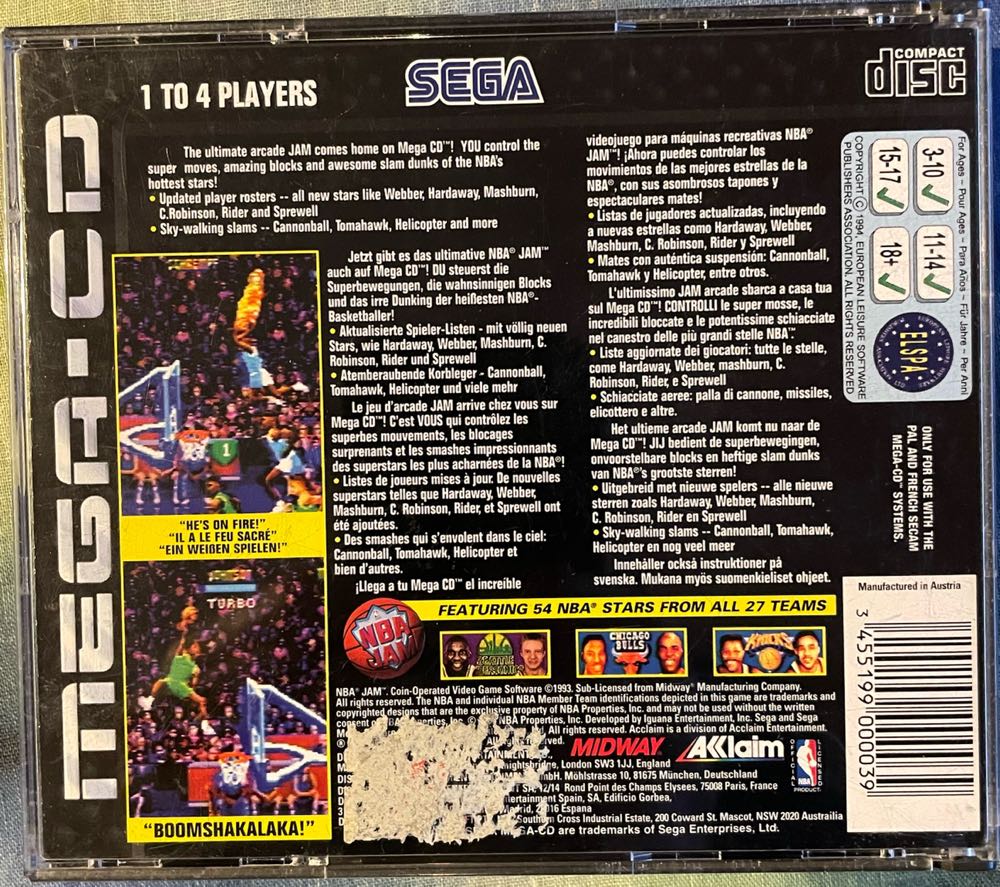 MEGA-CD
1 TO 4 PLAYERS
SEGA
COMPACT
disc
The ultimate arcade JAM comes home on Mega CD™! YOU control the
super moves, amazing blocks and awesome slam dunks of the NBA's
hottest stars!
• Updated player rosters -- all new stars like Webber, Hardaway, Mashburn,
C.Robinson, Rider and Sprewell
• Sky-walking slams -- Cannonball, Tomahawk, Helicopter and more
Jetzt gibt es das ultimative NBA® JAM™
auch auf Mega CD™! DU steuerst die
Superbewegungen, die wahnsinnigen Blocks
und das irre Dunking der heißesten NBA®-
Basketballer!
• Aktualisierte Spieler-Listen - mit völlig neuen
Stars, wie Hardaway, Webber, Mashburn, C.
Robinson, Rider und Sprewell
• Atemberaubende Korbleger - Cannonball,
Tomahawk, Helicopter und viele mehr
Le jeu d'arcade JAM arrive chez vous sur
Mega CD™! C'est VOUS qui contrôlez les
superbes mouvements, les blocages
surprenants et les smashes impressionnants
des superstars les plus acharnées de la NBA®!
• Listes de joueurs mises à jour. De nouvelles
superstars telles que Hardaway, Webber,
Mashburn, C. Robinson, Rider, et Sprewell ont
été ajoutées.
• Des smashes qui s'envolent dans le ciel:
Cannonball, Tomahawk, Helicopter et
bien d'autres.
¡Llega a tu Mega CD™ el increíble
videojuego para máquinas recreativas NBA®
JAM™! ¡Ahora puedes controlar los
movimientos de las mejores estrellas de la
NBA®, con sus asombrosos tapones y
espectaculares mates!
• Listas de jugadores actualizadas, incluyendo
a nuevas estrellas como Hardaway, Webber,
Mashburn, C. Robinson, Rider y Sprewell
• Mates con auténtica suspensión: Cannonball,
Tomahawk y Helicopter, entre otros.
L'ultimissimo JAM arcade sbarca a casa tua
sul Mega CD™! CONTROLLI le super mosse, le
incredibili bloccate e le potentissime schiacciate
nel canestro delle più grandi stelle NBA™.
• Liste aggiornate dei giocatori: tutte le stelle,
come Hardaway, Webber, mashburn, C.
Robinson, Rider, e Sprewell
• Schiacciate aeree: palla di cannone, missiles,
elicottero e altre.
Het ultieme arcade JAM komt nu naar de
Mega CD™! JIJ bedient de superbewegingen,
onvoorstelbare blocks en heftige slam dunks
van NBA®'s grootste sterren!
• Uitgebreid met nieuwe spelers -- alle nieuwe
sterren zoals Hardaway, Webber, Mashburn,
C. Robinson, Rider en Sprewell
• Sky-walking slams -- Cannonball, Tomahawk,
Helicopter en nog veel meer
Innehåller också instruktioner på
svenska. Mukana myös suomenkieliset ohjeet.
For Ages – Pour Ages – Para Años – Für Jahre – Per Anni
3-10
11-14
15-17
18+
ELSPA
COPYRIGHT © 1994, EUROPEAN LEISURE SOFTWARE
PUBLISHERS ASSOCIATION, ALL RIGHTS RESERVED
ONLY FOR USE WITH THE
PAL AND FRENCH SECAM
MEGA-CD™ SYSTEMS.
1
"HE'S ON FIRE!"
"IL A LE FEU SACRÉ"
"EIN WEIßEN SPIELEN!"
TURBO
"BOOMSHAKALAKA!"
NBA
JAM
FEATURING 54 NBA® STARS FROM ALL 27 TEAMS
SEATTLE
CHICAGO
BULLS
KNICKS
NBA® JAM™. Coin-Operated Video Game Software ©1993. Sub-Licensed from Midway® Manufacturing Company.
All rights reserved. The NBA and individual NBA Member Team identifications depicted in this game are trademarks and
copyrighted designs that are the exclusive property of NBA Properties, Inc. and may not be used without the written
consent of NBA Properties, Inc. © NBA Properties, Inc. Developed by Iguana Entertainment, Inc. Sega and Sega
All rights reserved. Acclaim is a division of Acclaim Entertainment.
MIDWAY
AKKlaim
OFFICIAL LICENSED
NBA
PRODUCT
London SW3 1JJ, England
Möhlstrasse 10, 81675 München, Deutschland
12/14 Rond Point des Champs Elysees, 75008 Paris, France
Entertainment Spain, SA, Edificio Gorbea,
Espana
Southern Cross Industrial Estate, 200 Coward St. Mascot, NSW 2020 Australia
MEGA-CD are trademarks of Sega Enterprises, Ltd.
Manufactured in Austria
3 455199 000039